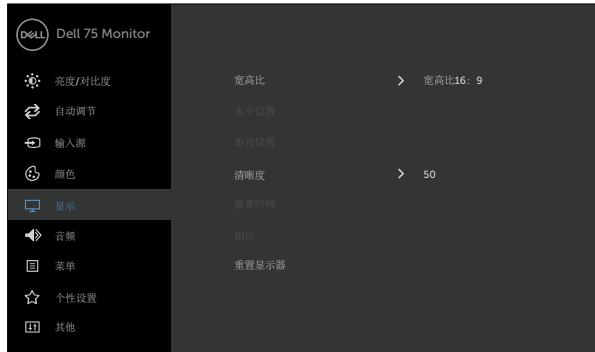 DELL Dell 75 Monitor
亮度/对比度
宽高比 宽高比16: 9
自动调节
水平位置
输入源
垂直位置
颜色
清晰度 50
显示
像素时钟
音频
相位
菜单
重置显示器
个性设置
其他